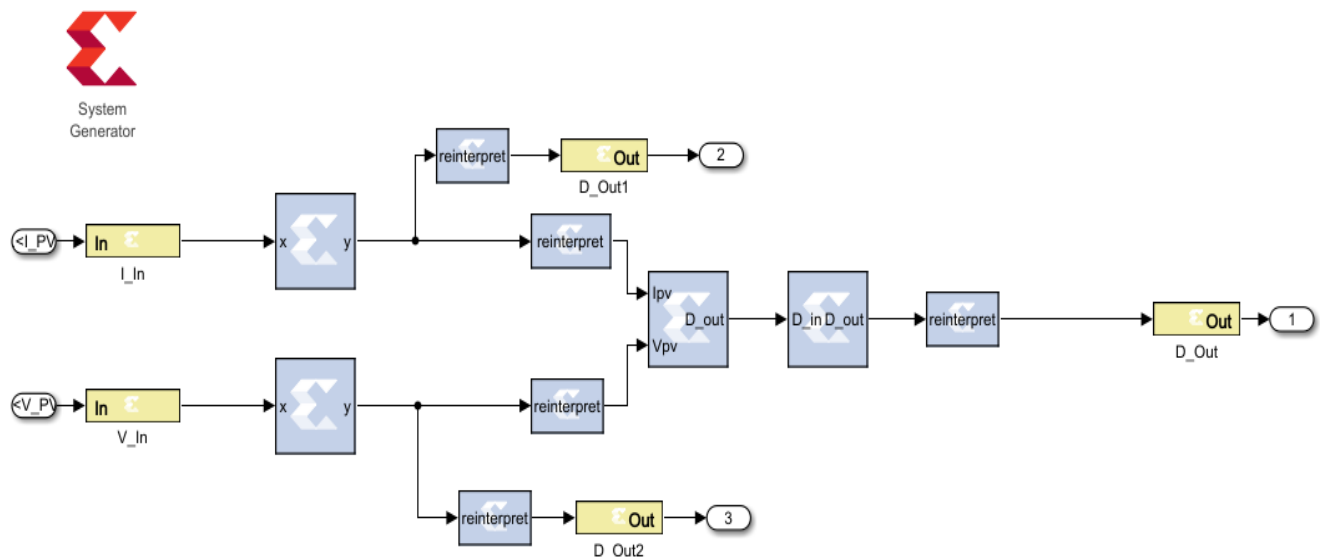 System
Generator
reinterpret
Out
2
D_Out1
<I_PV
In
I_In
x
y
reinterpret
Ipv
D_out
Vpv
D_in
D_out
reinterpret
Out
1
D_Out
<V_PV
In
V_In
x
y
reinterpret
reinterpret
Out
3
D_Out2